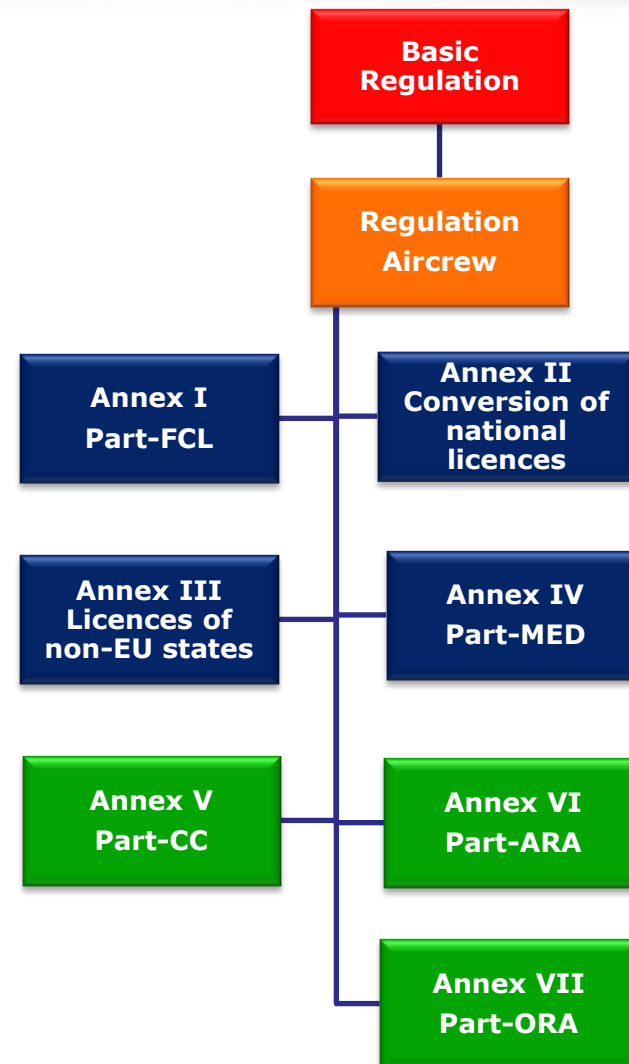 Basic
Regulation
Regulation
Aircrew
Annex I
Part-FCL
Annex II
Conversion of
national
licences
Annex III
Licences of
non-EU states
Annex IV
Part-MED
Annex V
Part-CC
Annex VI
Part-ARA
Annex VII
Part-ORA